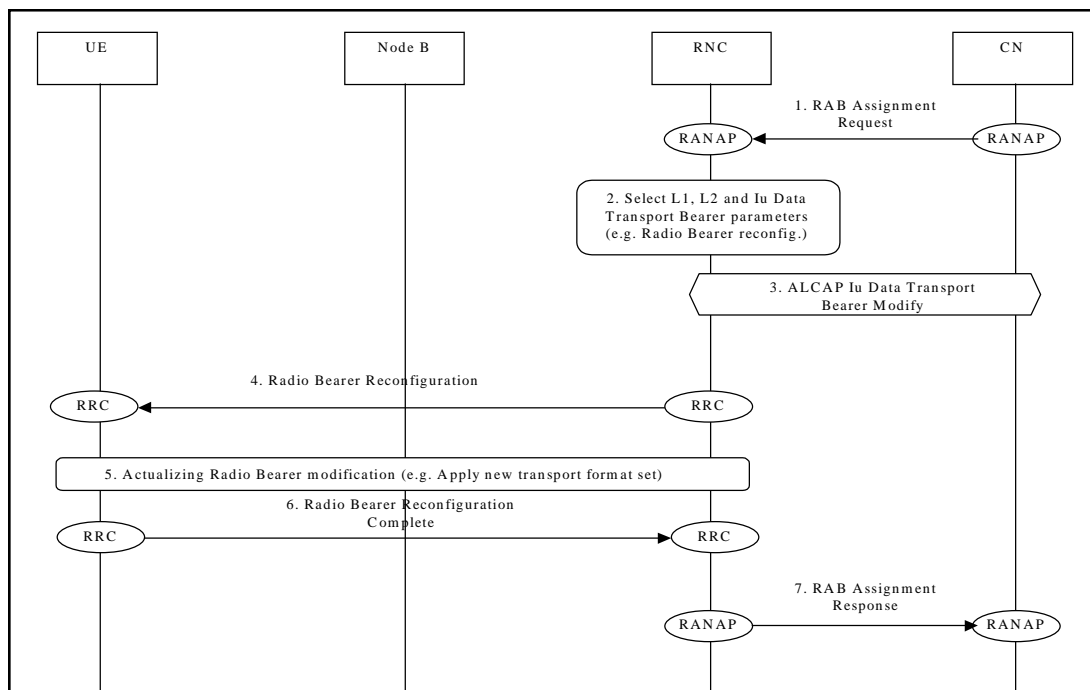 UE
Node B
RNC
CN
1. RAB Assignment
Request
RANAP
RANAP
2. Select L1, L2 and Iu Data
Transport Bearer parameters
(e.g. Radio Bearer reconfig.)
3. ALCAP Iu Data Transport
Bearer Modify
4. Radio Bearer Reconfiguration
RRC
RRC
5. Actualizing Radio Bearer modification (e.g. Apply new transport format set)
6. Radio Bearer Reconfiguration
Complete
RRC
RRC
7. RAB Assignment
Response
RANAP
RANAP